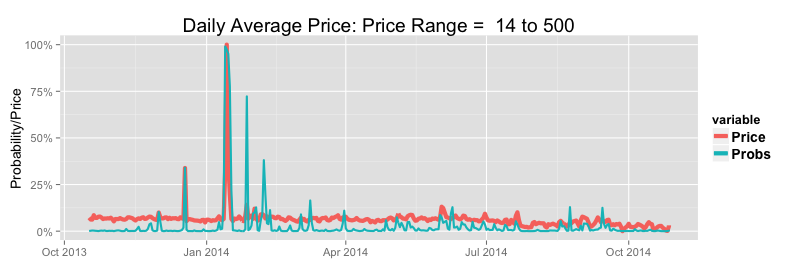 Daily Average Price: Price Range =  14 to 500
Probability/Price
100%
75%
50%
25%
0%
Oct 2013
Jan 2014
Apr 2014
Jul 2014
Oct 2014
variable
Price
Probs